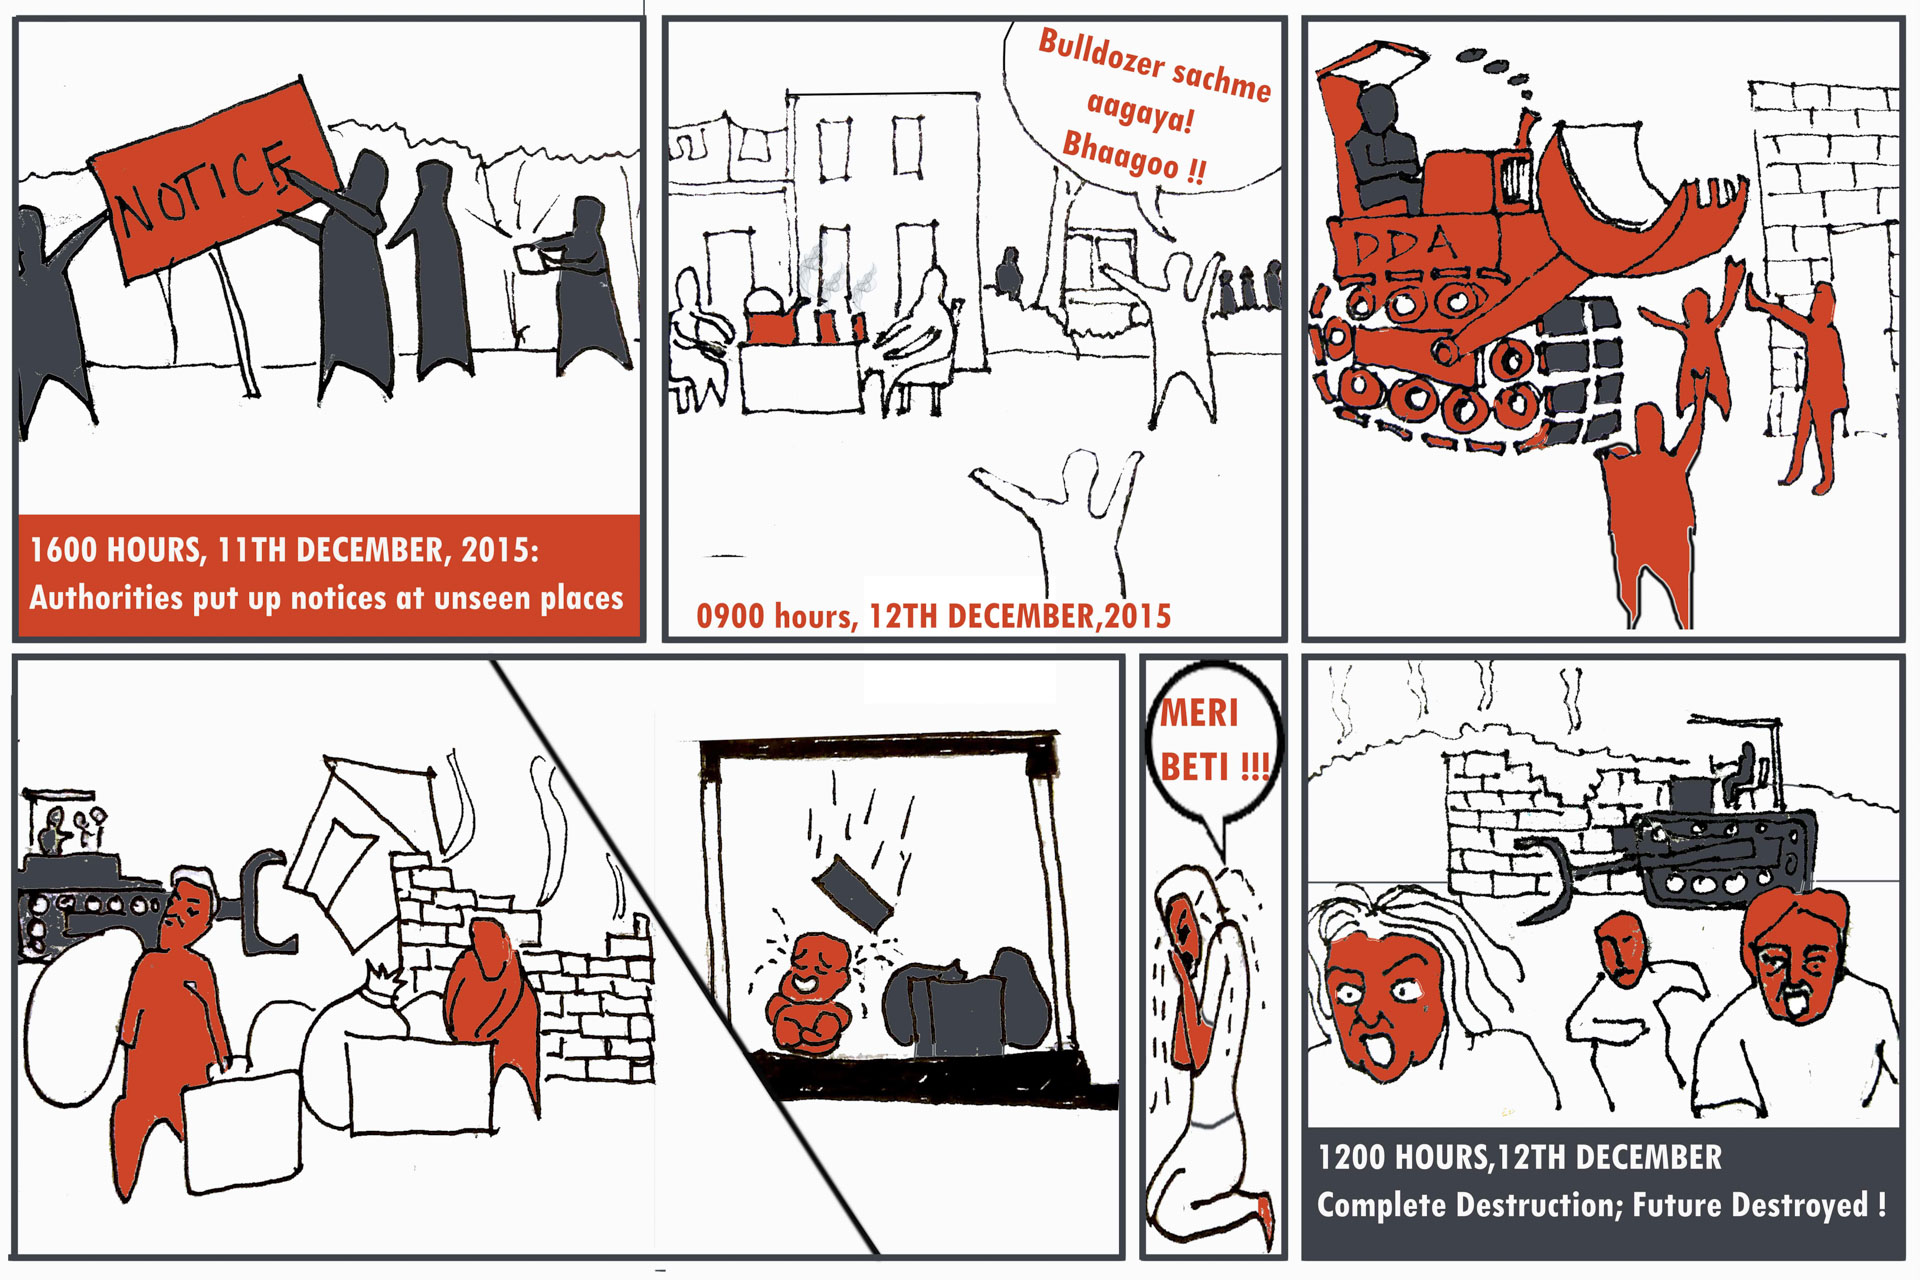 NOTICE
1600 HOURS, 11TH DECEMBER, 2015:
Authorities put up notices at unseen places
Bulldozer sachme
aagaya!
Bhaagoo !!
0900 hours, 12TH DECEMBER,2015
DDA
MERI
BETI !!!
1200 HOURS,12TH DECEMBER
Complete Destruction; Future Destroyed !